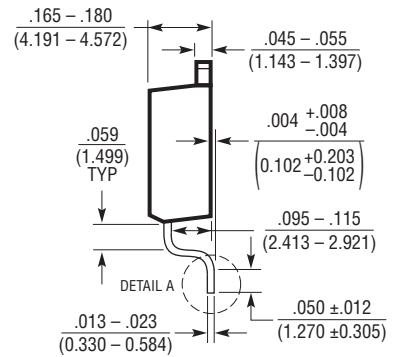 .165 – .180
(4.191 – 4.572)
.045 – .055
(1.143 – 1.397)
.004 +.008
–.004
(0.102 +0.203
–0.102)
.059
(1.499)
TYP
.095 – .115
(2.413 – 2.921)
DETAIL A
.050 ±.012
(1.270 ±0.305)
.013 – .023
(0.330 – 0.584)